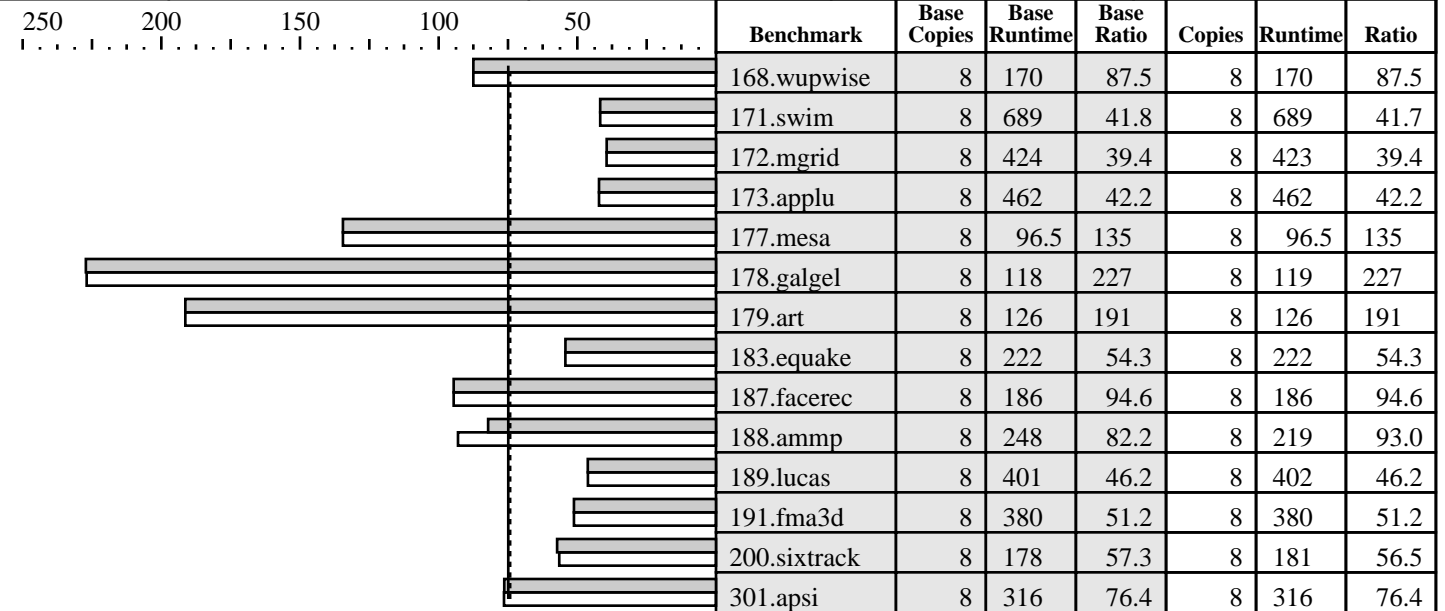 250 200 150 100 50
Benchmark Base Copies Base Runtime Base Ratio Copies Runtime Ratio
168.wupwise 8 170 87.5 8 170 87.5
171.swim 8 689 41.8 8 689 41.7
172.mgrid 8 424 39.4 8 423 39.4
173.applu 8 462 42.2 8 462 42.2
177.mesa 8 96.5 135 8 96.5 135
178.galgel 8 118 227 8 119 227
179.art 8 126 191 8 126 191
183.equake 8 222 54.3 8 222 54.3
187.facerec 8 186 94.6 8 186 94.6
188.ammp 8 248 82.2 8 219 93.0
189.lucas 8 401 46.2 8 402 46.2
191.fma3d 8 380 51.2 8 380 51.2
200.sixtrack 8 178 57.3 8 181 56.5
301.apsi 8 316 76.4 8 316 76.4